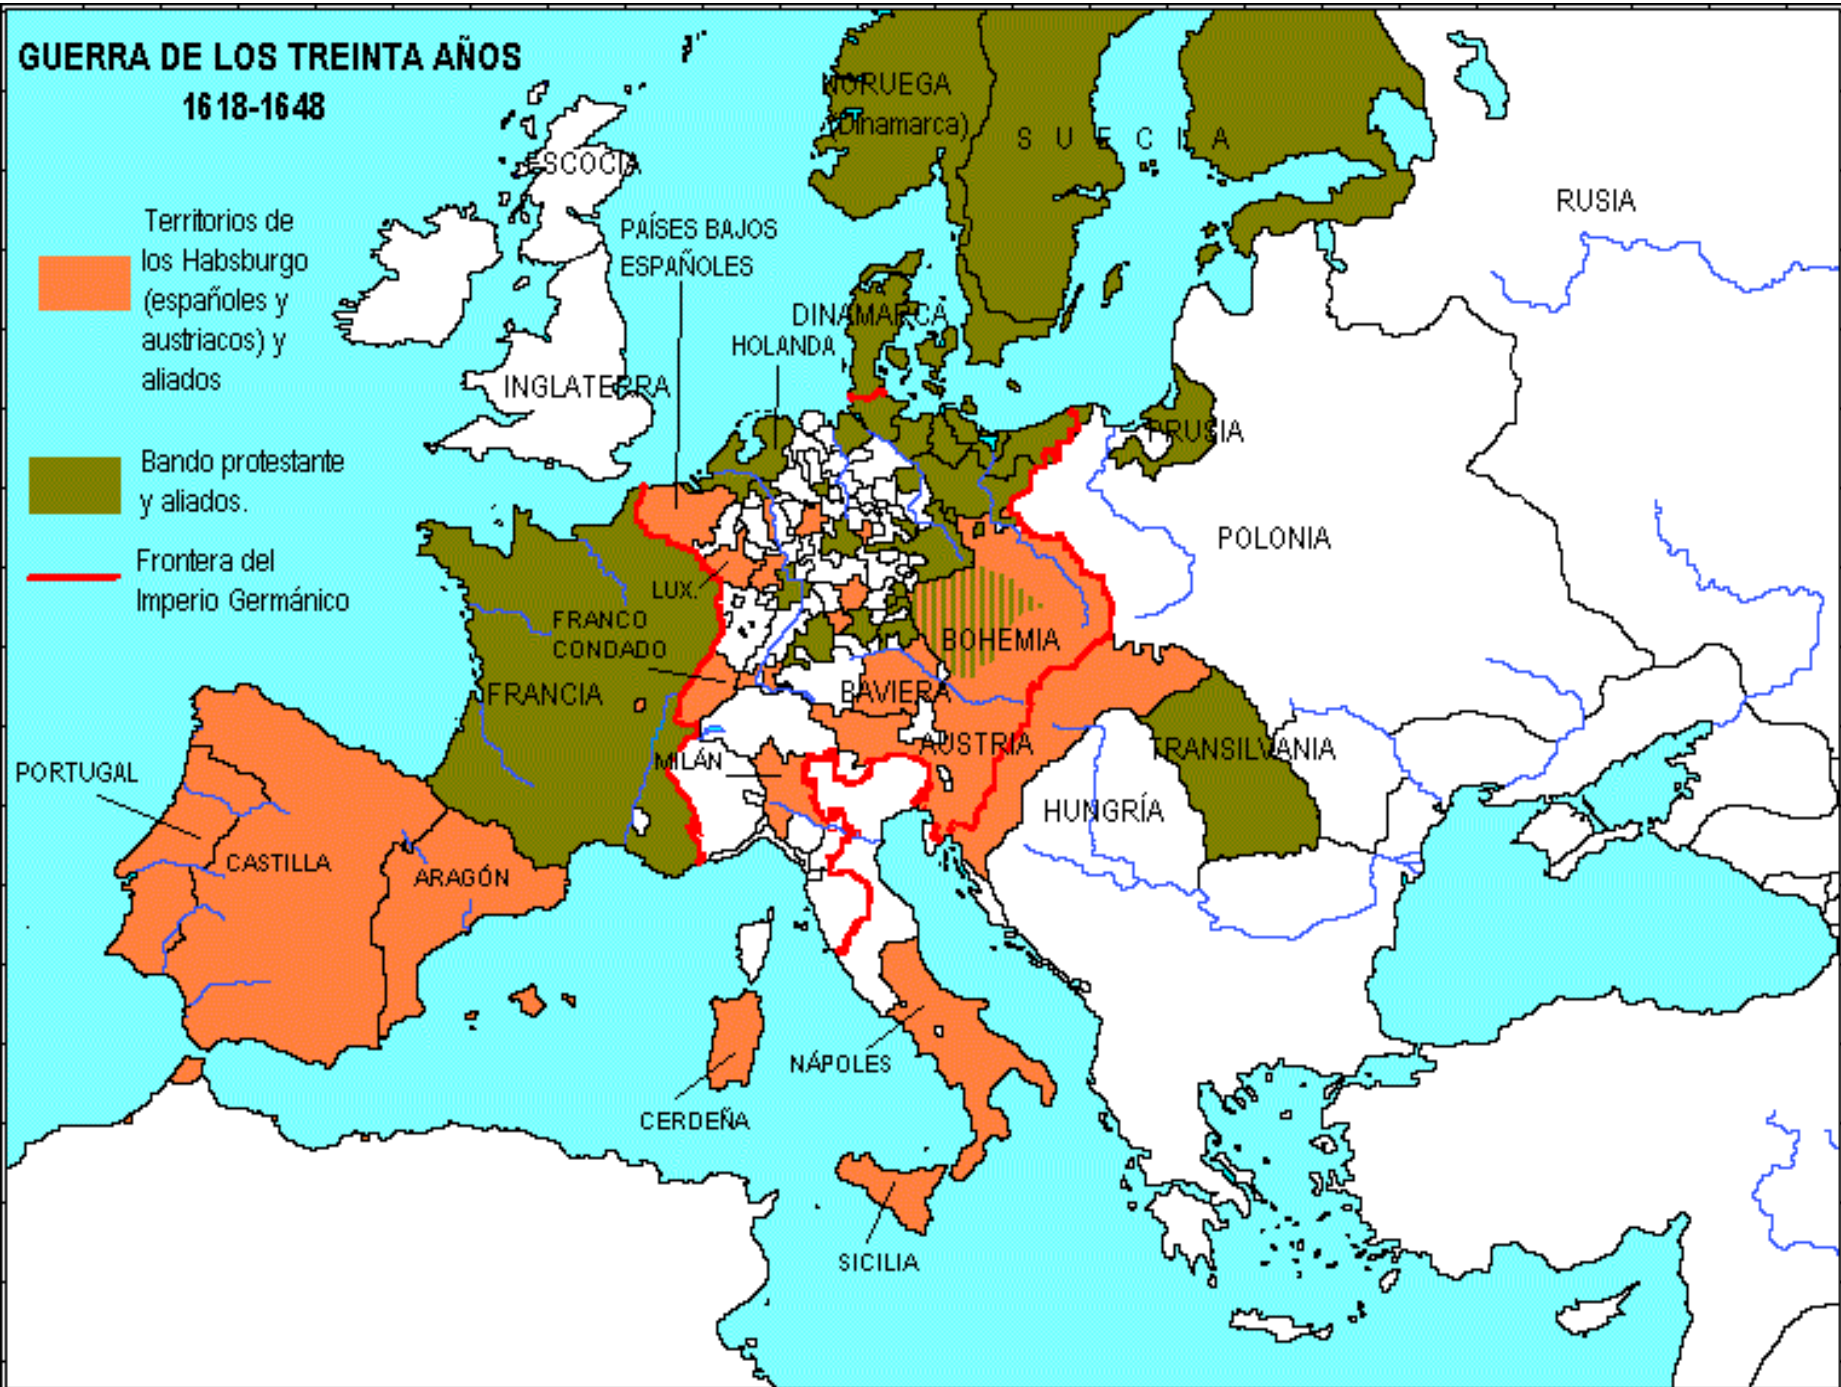 GUERRA DE LOS TREINTA AÑOS
1618-1648
Territorios de
los Habsburgo
(españoles y
austriacos) y
aliados
Bando protestante
y aliados.
Frontera del
Imperio Germánico
NORUEGA
(Dinamarca)
SUECIA
ESCOCIA
RUSIA
PAÍSES BAJOS
ESPAÑOLES
DINAMARCA
HOLANDA
INGLATERRA
PRUSIA
POLONIA
LUX.
FRANCO
CONDADO
BOHEMIA
FRANCIA
BAVIERA
AUSTRIA
TRANSILVANIA
MILÁN
PORTUGAL
HUNGRÍA
CASTILLA
ARAGÓN
NÁPOLES
CERDEÑA
SICILIA